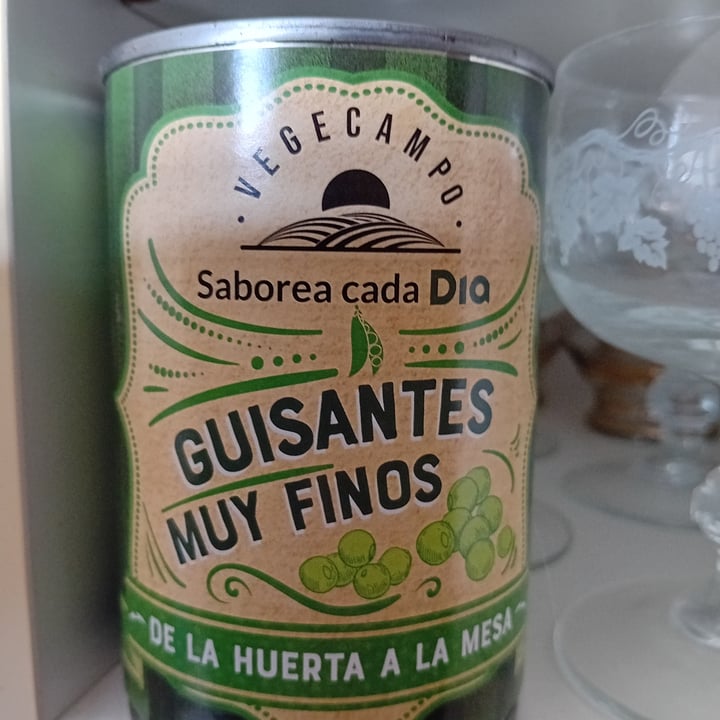 · VEGECAMPO ·
Saborea cada DIa
GUISANTES
MUY FINOS
DE LA HUERTA A LA MESA